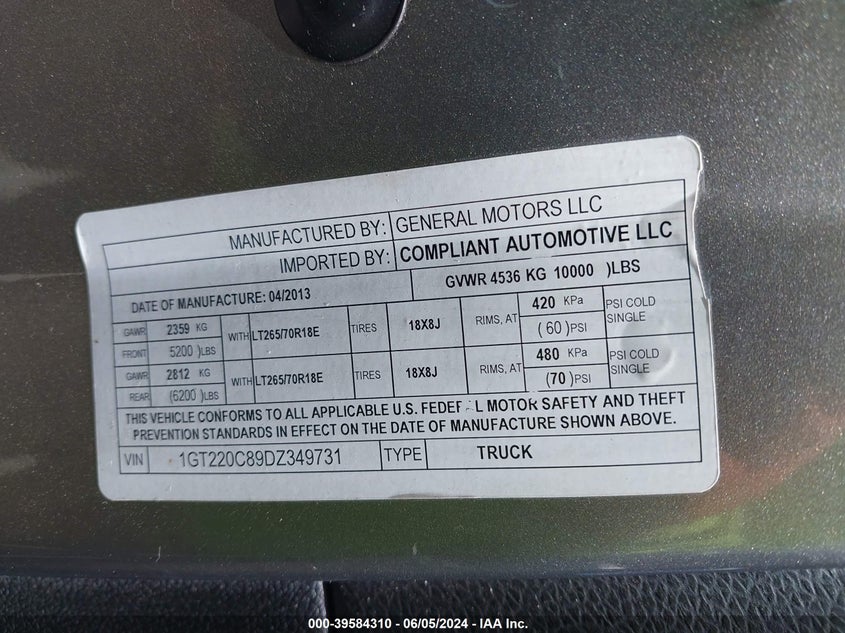 MANUFACTURED BY: GENERAL MOTORS LLC
IMPORTED BY: COMPLIANT AUTOMOTIVE LLC
DATE OF MANUFACTURE: 04/2013 GVWR 4536 KG 10000 )LBS
GAWR 2359 KG WITH LT265/70R18E TIRES 18X8J RIMS, AT 420 KPa PSI COLD SINGLE
FRONT 5200 )LBS (60)PSI
GAWR 2812 KG WITH LT265/70R18E TIRES 18X8J RIMS, AT 480 KPa PSI COLD SINGLE
REAR (6200 )LBS (70)PSI
THIS VEHICLE CONFORMS TO ALL APPLICABLE U.S. FEDERAL MOTOR SAFETY AND THEFT
PREVENTION STANDARDS IN EFFECT ON THE DATE OF MANUFACTURE SHOWN ABOVE.
VIN 1GT220C89DZ349731 TYPE TRUCK
000-39584310 - 06/05/2024 - IAA Inc.